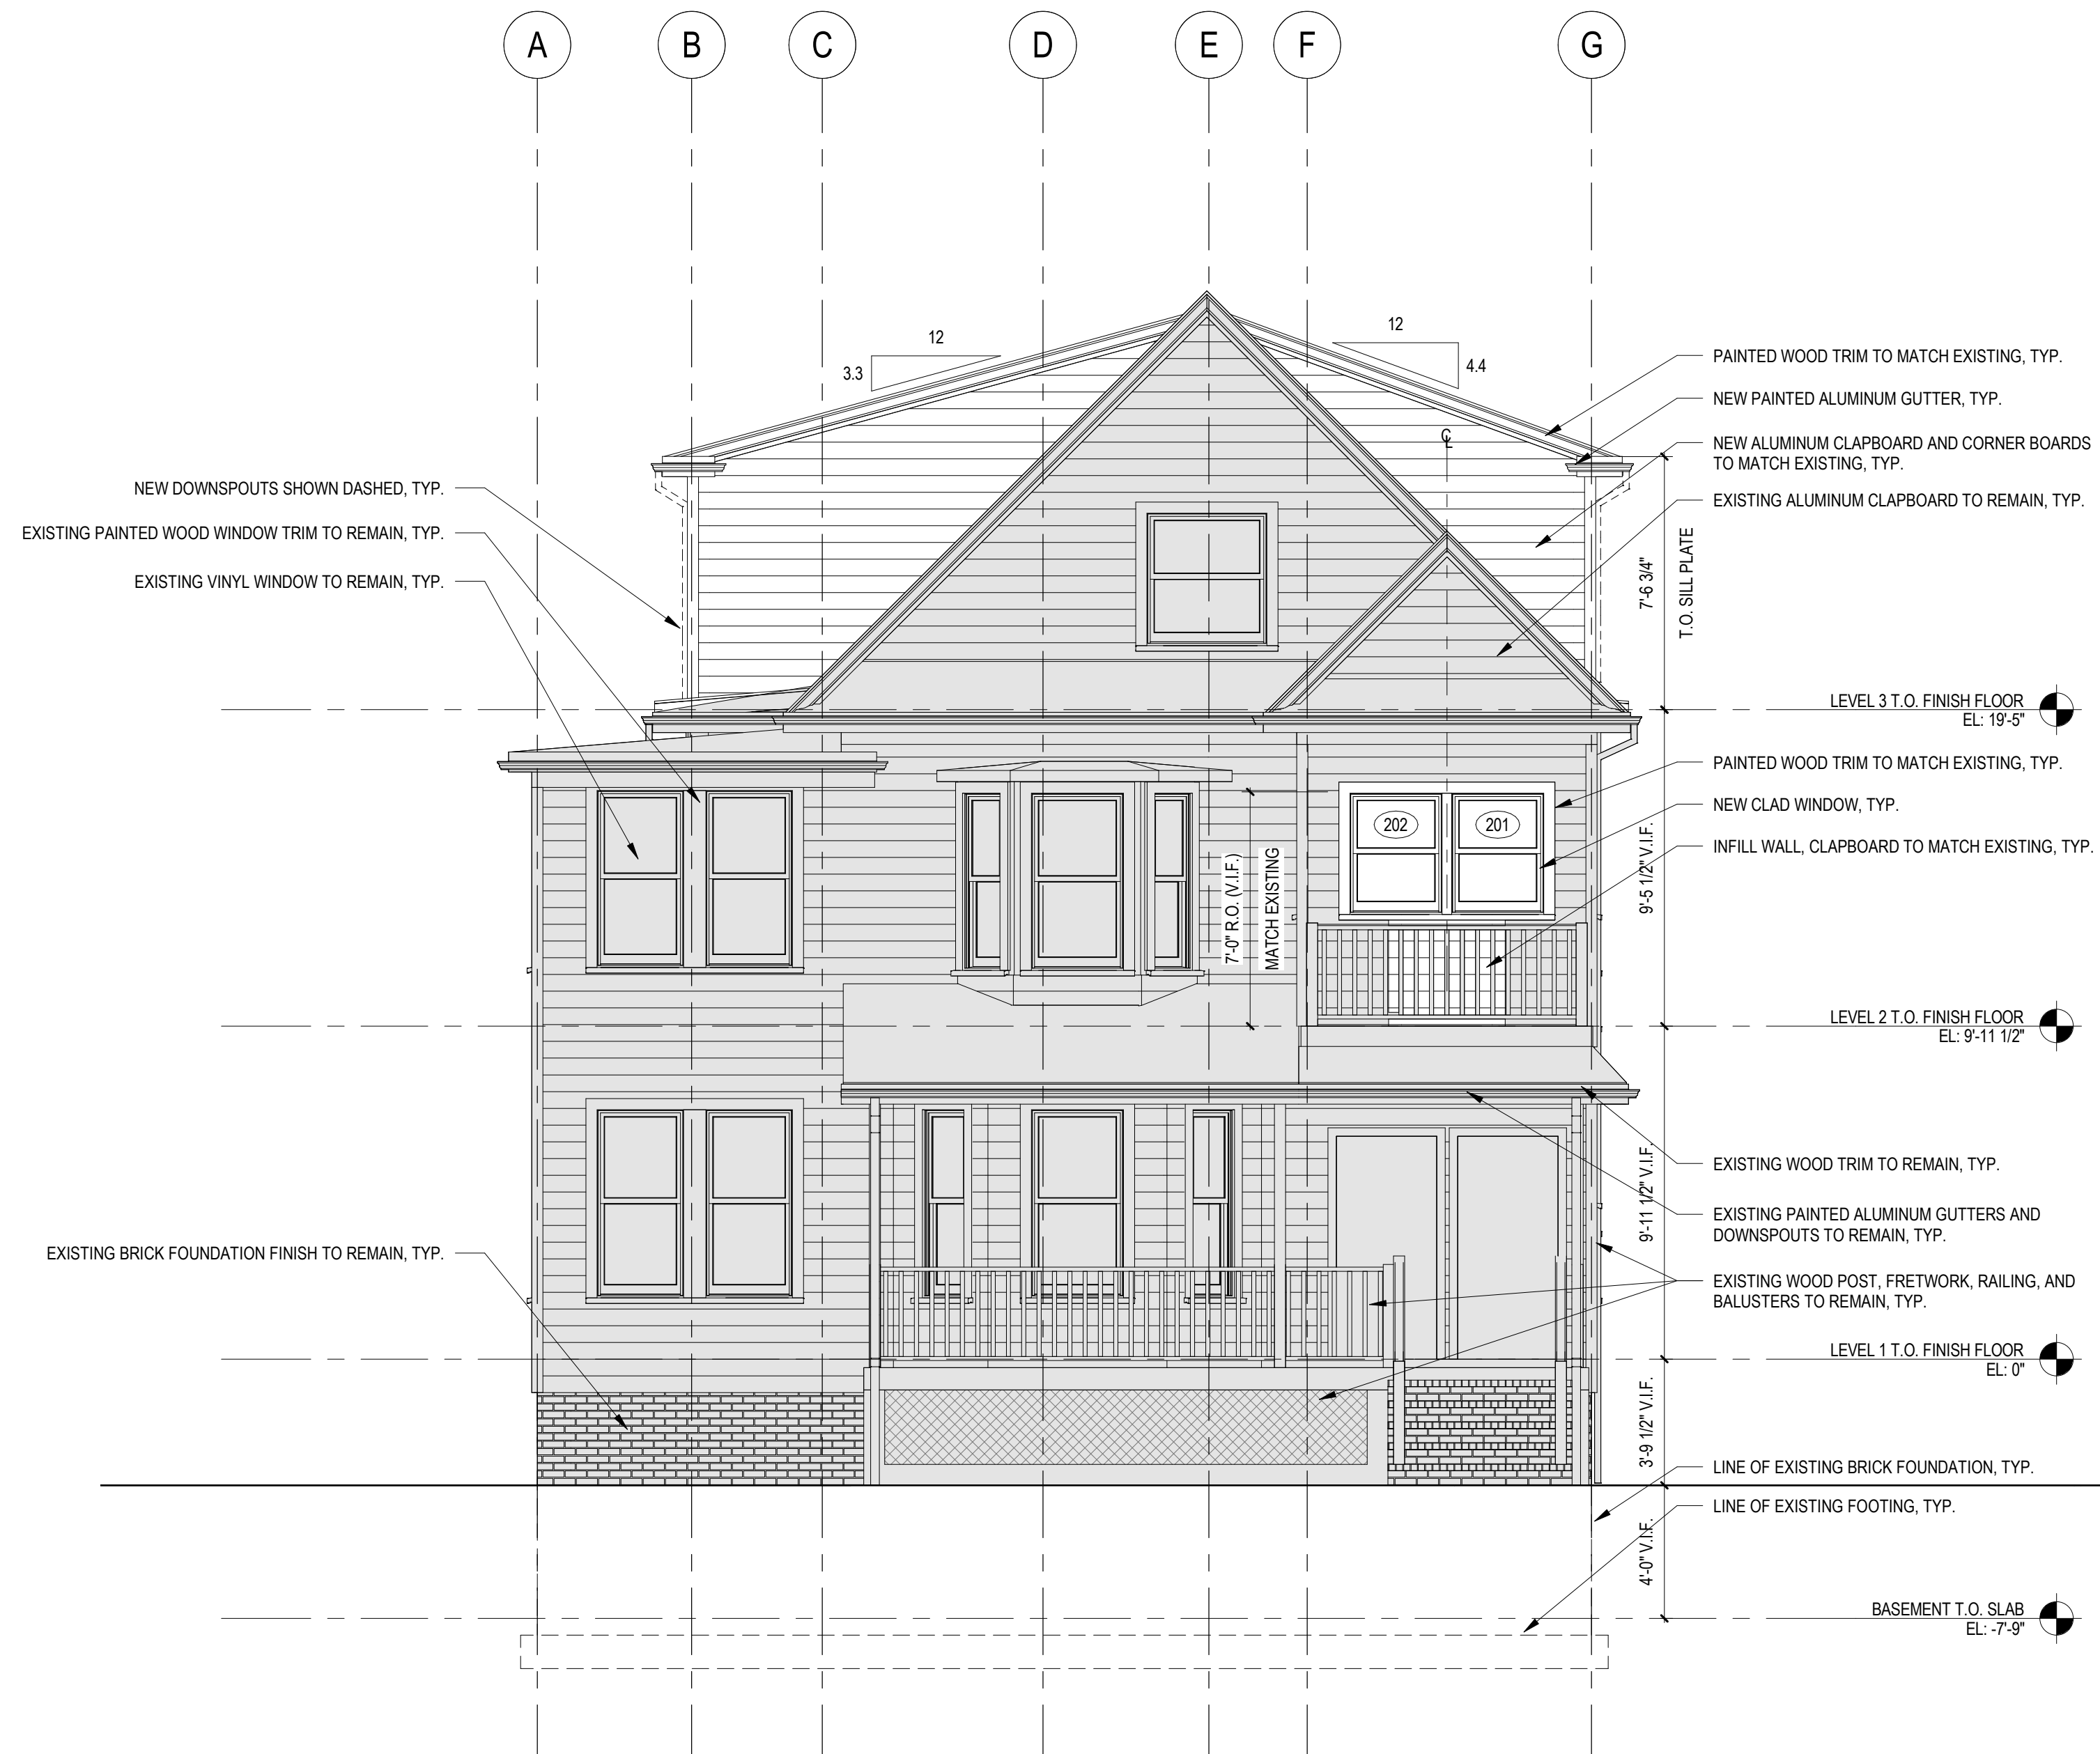 A
B
C
D
E
F
G
12
3.3
12
4.4
CL
NEW DOWNSPOUTS SHOWN DASHED, TYP.
EXISTING PAINTED WOOD WINDOW TRIM TO REMAIN, TYP.
EXISTING VINYL WINDOW TO REMAIN, TYP.
EXISTING BRICK FOUNDATION FINISH TO REMAIN, TYP.
7'-0" R.O. (V.I.F.)
MATCH EXISTING
202
201
PAINTED WOOD TRIM TO MATCH EXISTING, TYP.
NEW PAINTED ALUMINUM GUTTER, TYP.
NEW ALUMINUM CLAPBOARD AND CORNER BOARDS
TO MATCH EXISTING, TYP.
EXISTING ALUMINUM CLAPBOARD TO REMAIN, TYP.
7'-6 3/4"
T.O. SILL PLATE
LEVEL 3 T.O. FINISH FLOOR
EL: 19'-5"
PAINTED WOOD TRIM TO MATCH EXISTING, TYP.
NEW CLAD WINDOW, TYP.
INFILL WALL, CLAPBOARD TO MATCH EXISTING, TYP.
9'-5 1/2" V.I.F.
LEVEL 2 T.O. FINISH FLOOR
EL: 9'-11 1/2"
EXISTING WOOD TRIM TO REMAIN, TYP.
9'-11 1/2" V.I.F.
EXISTING PAINTED ALUMINUM GUTTERS AND
DOWNSPOUTS TO REMAIN, TYP.
EXISTING WOOD POST, FRETWORK, RAILING, AND
BALUSTERS TO REMAIN, TYP.
LEVEL 1 T.O. FINISH FLOOR
EL: 0"
3'-9 1/2" V.I.F.
LINE OF EXISTING BRICK FOUNDATION, TYP.
LINE OF EXISTING FOOTING, TYP.
4'-0" V.I.F.
BASEMENT T.O. SLAB
EL: -7'-9"